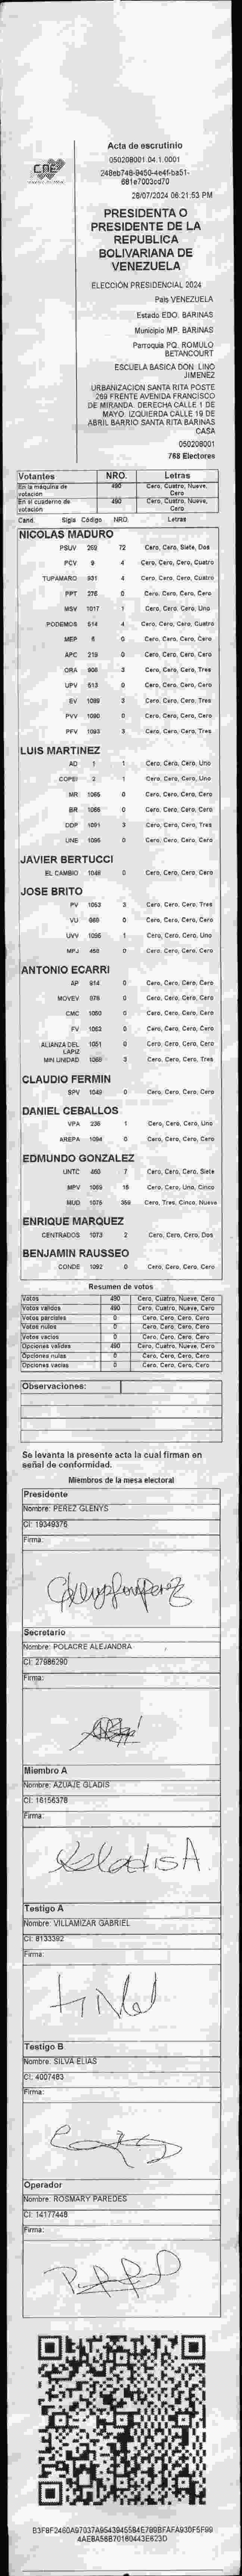 CNE
Acta de escrutinio
050208001.04.1.0001
28/07/2024 06:21:53 PM
PRESIDENTA O
PRESIDENTE DE LA
REPUBLICA
BOLIVARIANA DE
VENEZUELA
ELECCIÓN PRESIDENCIAL 2024
País VENEZUELA
Estado EDO. BARINAS
Municipio MP. BARINAS
Parroquia PQ. ROMULO
BETANCOURT
ESCUELA BASICA DON LINO
JIMENEZ
URBANIZACION SANTA RITA POSTE
269 FRENTE AVENIDA FRANCISCO
DE MIRANDA. DERECHA CALLE 1 DE
MAYO. IZQUIERDA CALLE 19 DE
ABRIL BARRIO SANTA RITA BARINAS
CASA
050208001
768 Electores
Votantes NRO. Letras
En la máquina de votación 490 Cero, Cuatro, Nueve, Cero
En el cuaderno de votación 490 Cero, Cuatro, Nueve, Cero
Cand. Sigla Código NRO. Letras
NICOLAS MADURO
PSUV 269 72 Cero, Cero, Siete, Dos
PCV 9 4 Cero, Cero, Cero, Cuatro
TUPAMARO 931 4 Cero, Cero, Cero, Cuatro
PPT 276 0 Cero, Cero, Cero, Cero
MSV 1017 1 Cero, Cero, Cero, Uno
PODEMOS 514 4 Cero, Cero, Cero, Cuatro
MEP 6 0 Cero, Cero, Cero, Cero
APC 219 0 Cero, Cero, Cero, Cero
ORA 908 3 Cero, Cero, Cero, Tres
UPV 613 0 Cero, Cero, Cero, Cero
EV 1089 3 Cero, Cero, Cero, Tres
PVV 1090 0 Cero, Cero, Cero, Cero
PFV 1093 3 Cero, Cero, Cero, Tres
LUIS MARTINEZ
AD 1 1 Cero, Cero, Cero, Uno
COPEI 2 1 Cero, Cero, Cero, Uno
MR 1065 0 Cero, Cero, Cero, Cero
BR 1066 0 Cero, Cero, Cero, Cero
DDP 1091 3 Cero, Cero, Cero, Tres
UNE 1095 0 Cero, Cero, Cero, Cero
JAVIER BERTUCCI
EL CAMBIO 1048 0 Cero, Cero, Cero, Cero
JOSE BRITO
PV 1053 3 Cero, Cero, Cero, Tres
VU 969 0 Cero, Cero, Cero, Cero
UVV 1096 1 Cero, Cero, Cero, Uno
MPJ 458 0 Cero, Cero, Cero, Cero
ANTONIO ECARRI
AP 914 0 Cero, Cero, Cero, Cero
MOVEV 978 0 Cero, Cero, Cero, Cero
CMC 1050 0 Cero, Cero, Cero, Cero
FV 1052 0 Cero, Cero, Cero, Cero
ALIANZA DEL LAPIZ 1051 0 Cero, Cero, Cero, Cero
MIN UNIDAD 1069 3 Cero, Cero, Cero, Tres
CLAUDIO FERMIN
SPV 1049 0 Cero, Cero, Cero, Cero
DANIEL CEBALLOS
VPA 236 1 Cero, Cero, Cero, Uno
AREPA 1094 0 Cero, Cero, Cero, Cero
EDMUNDO GONZALEZ
UNTC 460 7 Cero, Cero, Cero, Siete
MPV 1069 15 Cero, Cero, Uno, Cinco
MUD 1075 359 Cero, Tres, Cinco, Nueve
ENRIQUE MARQUEZ
CENTRADOS 1073 2 Cero, Cero, Cero, Dos
BENJAMIN RAUSSEO
CONDE 1092 0 Cero, Cero, Cero, Cero
Resumen de votos
Votos 490 Cero, Cuatro, Nueve, Cero
Votos validos 490 Cero, Cuatro, Nueve, Cero
Votos parciales 0 Cero, Cero, Cero, Cero
Votos nulos 0 Cero, Cero, Cero, Cero
Votos vacios 0 Cero, Cero, Cero, Cero
Opciones validas 490 Cero, Cuatro, Nueve, Cero
Opciones nulas 0 Cero, Cero, Cero, Cero
Opciones vacias 0 Cero, Cero, Cero, Cero
Observaciones:
Se levanta la presente acta la cual firman en
señal de conformidad.
Miembros de la mesa electoral
Presidente
Nombre: PEREZ GLENYS
CI: 19349376
Firma:
Secretario
Nombre: POLACRE ALEJANDRA
CI: 27986290
Firma:
Miembro A
Nombre: AZUAJE GLADIS
CI: 16156378
Firma:
Gladis A
Testigo A
Nombre: VILLAMIZAR GABRIEL
CI: 8133392
Firma:
Testigo B
Nombre: SILVA ELIAS
CI: 4007463
Firma:
Operador
Nombre: ROSMARY PAREDES
CI: 14177448
Firma: